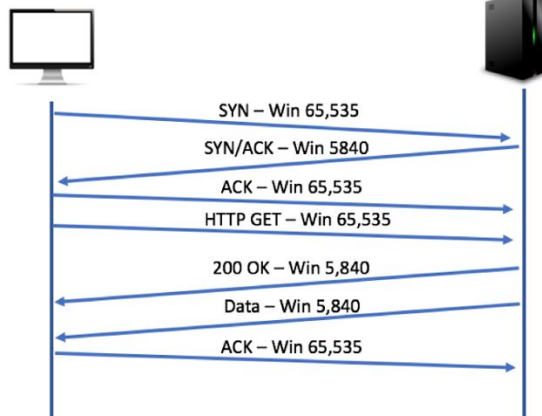 SYN – Win 65,535
SYN/ACK – Win 5840
ACK – Win 65,535
HTTP GET – Win 65,535
200 OK – Win 5,840
Data – Win 5,840
ACK – Win 65,535